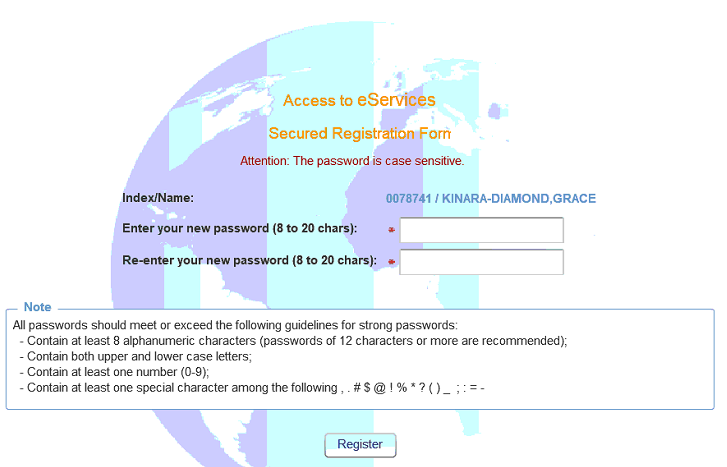 Access to eServices
Secured Registration Form
Attention: The password is case sensitive.
Index/Name: 0078741 / KINARA-DIAMOND,GRACE
Enter your new password (8 to 20 chars): *
Re-enter your new password (8 to 20 chars): *
Note
All passwords should meet or exceed the following guidelines for strong passwords:
- Contain at least 8 alphanumeric characters (passwords of 12 characters or more are recommended);
- Contain both upper and lower case letters;
- Contain at least one number (0-9);
- Contain at least one special character among the following , . # $ @ ! % * ? ( ) _ ; : = -
Register